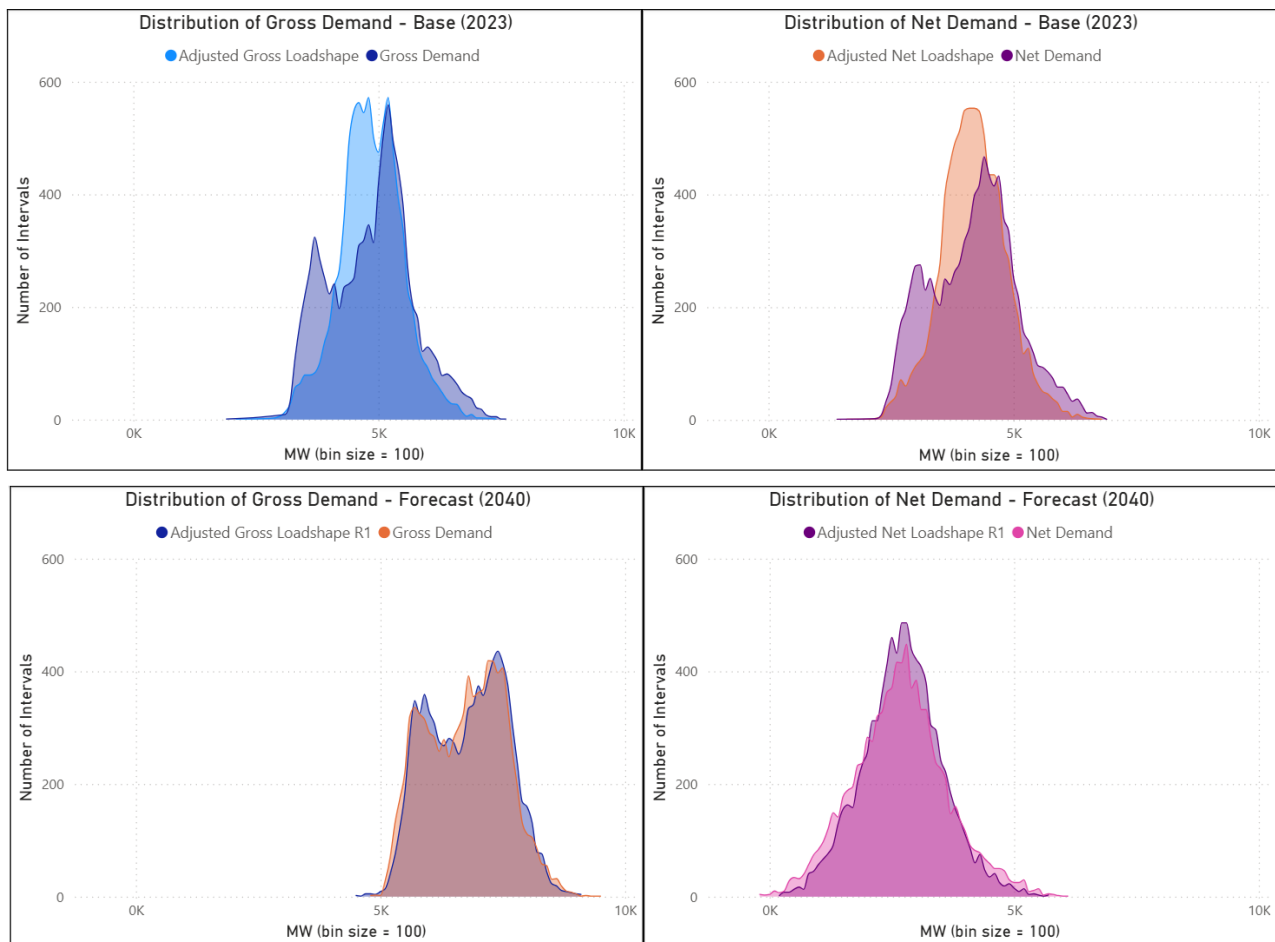 Distribution of Gross Demand - Base (2023)
Adjusted Gross Loadshape Gross Demand
600
400
200
0
Number of Intervals
0K 5K 10K
MW (bin size = 100)
Distribution of Net Demand - Base (2023)
Adjusted Net Loadshape Net Demand
600
400
200
0
Number of Intervals
0K 5K 10K
MW (bin size = 100)
Distribution of Gross Demand - Forecast (2040)
Adjusted Gross Loadshape R1 Gross Demand
600
400
200
0
Number of Intervals
0K 5K 10K
MW (bin size = 100)
Distribution of Net Demand - Forecast (2040)
Adjusted Net Loadshape R1 Net Demand
600
400
200
0
Number of Intervals
0K 5K 10K
MW (bin size = 100)